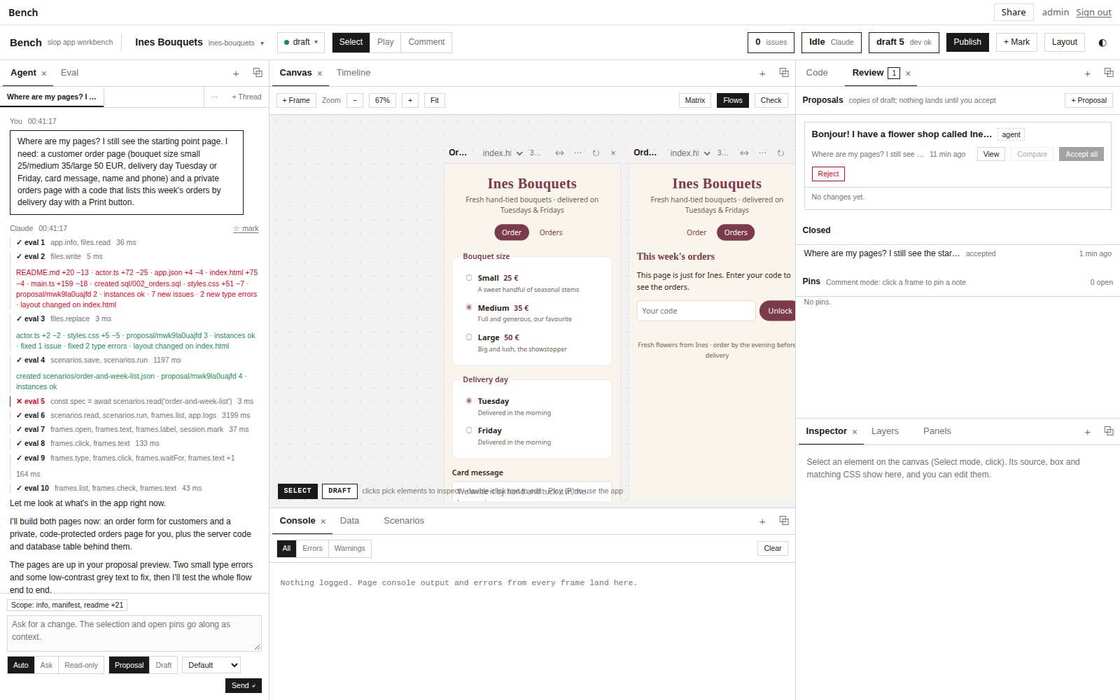 Bench
Share admin Sign out
Bench slop app workbench Ines Bouquets ines-bouquets draft Select Play Comment 0 issues Idle Claude draft 5 dev ok Publish + Mark Layout
Agent × Eval +
Where are my pages? I ... ··· + Thread
You 00:41:17
Where are my pages? I still see the starting point page. I
need: a customer order page (bouquet size small
25/medium 35/large 50 EUR, delivery day Tuesday or
Friday, card message, name and phone) and a private
orders page with a code that lists this week's orders by
delivery day with a Print button.
Claude 00:41:17 ☆ mark
✓ eval 1 app.info, files.read 36 ms
✓ eval 2 files.write 5 ms
README.md +20 −13 · actor.ts +72 −25 · app.json +4 −4 · index.html +75
−4 · main.ts +159 −18 · created sql/002_orders.sql · styles.css +51 −7 ·
proposal/mwk9la0uajfd 2 · instances ok · 7 new issues · 2 new type errors
· layout changed on index.html
✓ eval 3 files.replace 3 ms
actor.ts +2 −2 · styles.css +5 −5 · proposal/mwk9la0uajfd 3 · instances ok
· fixed 1 issue · fixed 2 type errors · layout changed on index.html
✓ eval 4 scenarios.save, scenarios.run 1197 ms
created scenarios/order-and-week-list.json · proposal/mwk9la0uajfd 4 ·
instances ok
✕ eval 5 const spec = await scenarios.read('order-and-week-list') 3 ms
✓ eval 6 scenarios.read, scenarios.run, frames.list, app.logs 3199 ms
✓ eval 7 frames.open, frames.text, frames.label, session.mark 37 ms
✓ eval 8 frames.click, frames.text 133 ms
✓ eval 9 frames.type, frames.click, frames.waitFor, frames.text +1
164 ms
✓ eval 10 frames.list, frames.check, frames.text 43 ms
Let me look at what's in the app right now.
I'll build both pages now: an order form for customers and a
private, code-protected orders page for you, plus the server code
and database table behind them.
The pages are up in your proposal preview. Two small type errors
and some low-contrast grey text to fix, then I'll test the whole flow
end to end.
Scope: info, manifest, readme +21
Ask for a change. The selection and open pins go along as
context.
Auto Ask Read-only Proposal Draft Default
Send
Canvas × Timeline +
+ Frame Zoom − 67% + Fit Matrix Flows Check
Or... index.h 3... ··· ×
Ines Bouquets
Fresh hand-tied bouquets · delivered on
Tuesdays & Fridays
Order Orders
Bouquet size
Small 25 €
A sweet handful of seasonal stems
Medium 35 €
Full and generous, our favourite
Large 50 €
Big and lush, the showstopper
Delivery day
Tuesday
Delivered in the morning
Friday
Delivered in the morning
Card message
Ord... index.h 3... ···
Ines Bouquets
Fresh hand-tied bouquets · delivered on
Tuesdays & Fridays
Order Orders
This week's orders
This page is just for Ines. Enter your code to
see the orders.
Your code Unlock
Fresh flowers from Ines · order by the evening before
delivery
SELECT DRAFT clicks pick elements to inspect
Console × Data Scenarios +
All Errors Warnings Clear
Nothing logged. Page console output and errors from every frame land here.
Code Review 1 × +
Proposals copies of draft; nothing lands until you accept + Proposal
Bonjour! I have a flower shop called Ine... agent
Where are my pages? I still see ... 11 min ago View Compare Accept all
Reject
No changes yet.
Closed
Where are my pages? I still see the star... accepted 1 min ago
Pins Comment mode: click a frame to pin a note 0 open
No pins.
Inspector × Layers Panels +
Select an element on the canvas (Select mode, click). Its source, box and
matching CSS show here, and you can edit them.